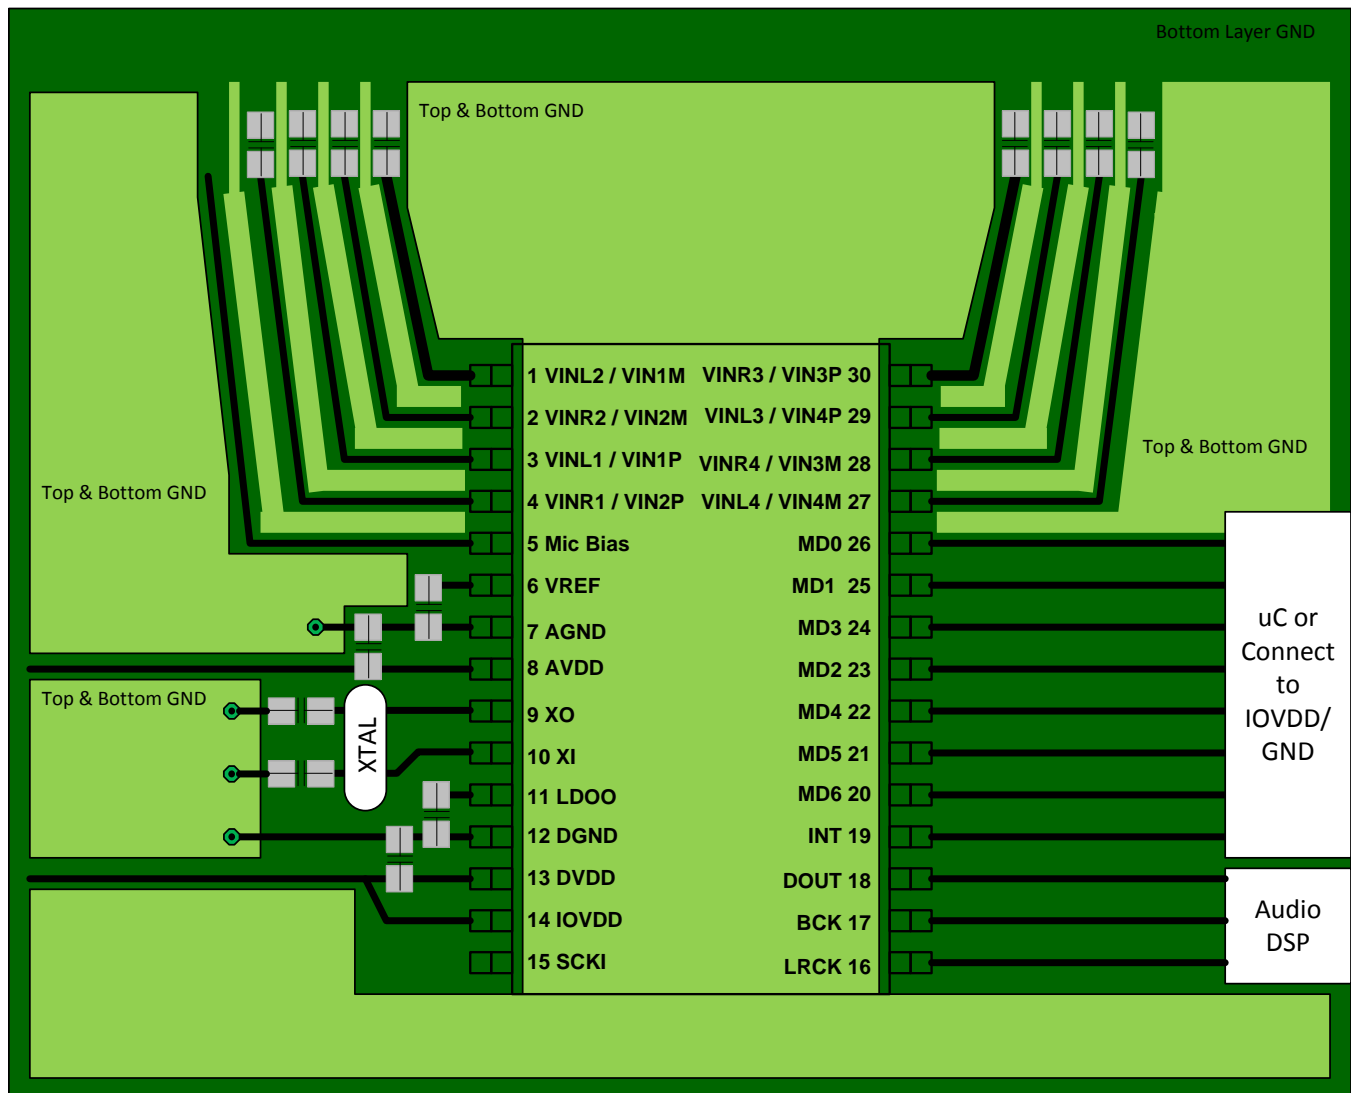 Bottom Layer GND
Top & Bottom GND
1 VINL2 / VIN1M
VINR3 / VIN3P 30
2 VINR2 / VIN2M
VINL3 / VIN4P 29
3 VINL1 / VIN1P
VINR4 / VIN3M 28
Top & Bottom GND
Top & Bottom GND
4 VINR1 / VIN2P
VINL4 / VIN4M 27
5 Mic Bias
MD0 26
6 VREF
MD1 25
7 AGND
MD3 24
8 AVDD
MD2 23
Top & Bottom GND
9 XO
MD4 22
XTAL
10 XI
MD5 21
11 LDOO
MD6 20
12 DGND
INT 19
13 DVDD
DOUT 18
14 IOVDD
BCK 17
15 SCKI
LRCK 16
uC or
Connect
to
IOVDD/
GND
Audio
DSP